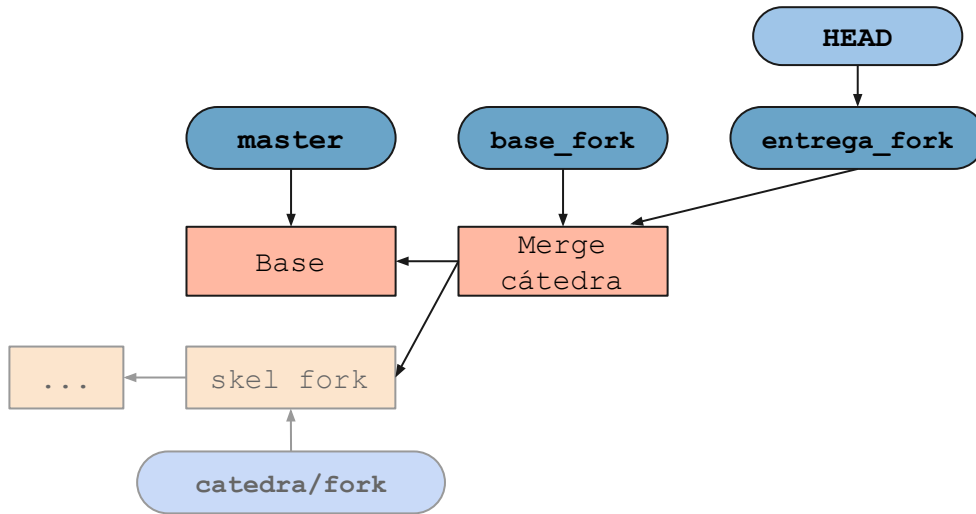 HEAD
master
base_fork
entrega_fork
Base
Merge
cátedra
...
skel fork
catedra/fork